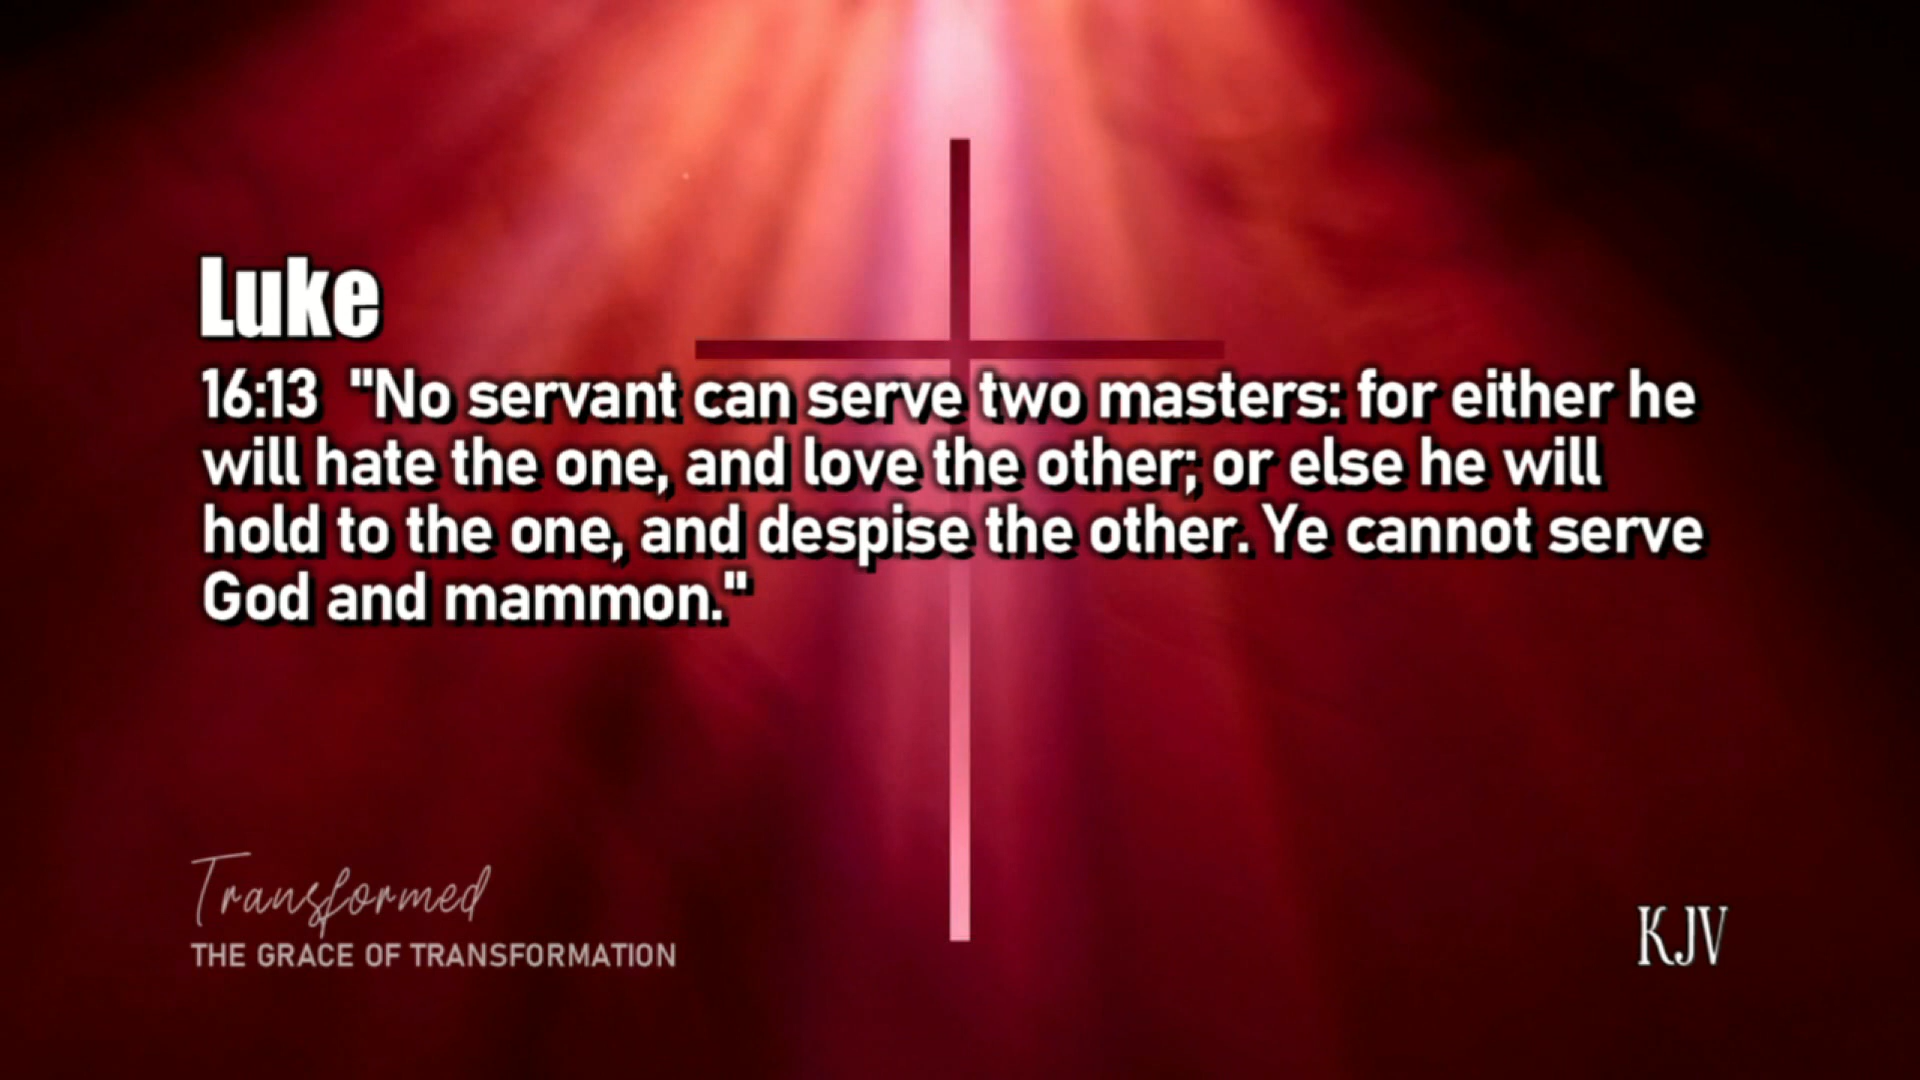 Luke
16:13 "No servant can serve two masters: for either he
will hate the one, and love the other; or else he will
hold to the one, and despise the other. Ye cannot serve
God and mammon."
Transformed
THE GRACE OF TRANSFORMATION
KJV